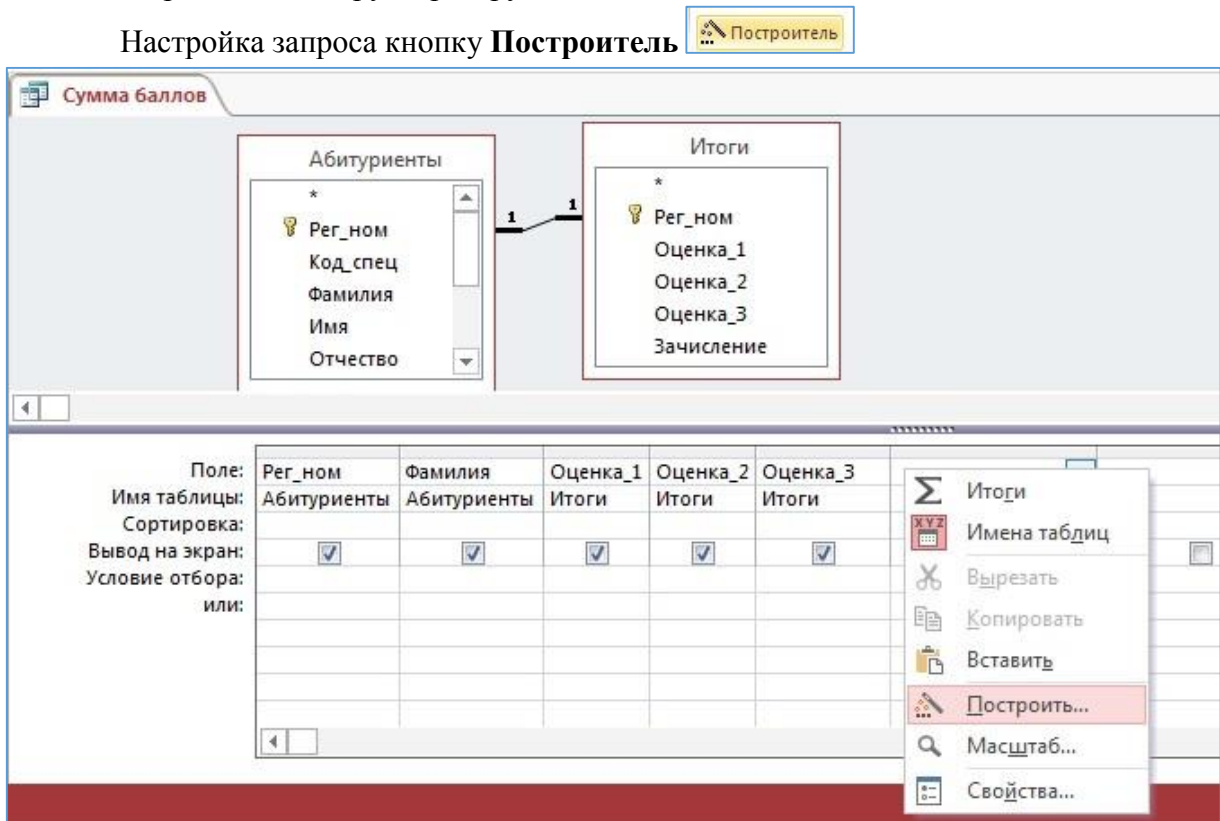 Настройка запроса кнопку Построитель Построитель
Сумма баллов
Абитуриенты
*
Рег_ном
Код_спец
Фамилия
Имя
Отчество
1 1
Итоги
*
Рег_ном
Оценка_1
Оценка_2
Оценка_3
Зачисление
Поле: Рег_ном Фамилия Оценка_1 Оценка_2 Оценка_3
Имя таблицы: Абитуриенты Абитуриенты Итоги Итоги Итоги
Сортировка:
Вывод на экран:
Условие отбора:
или:
Σ Итоги
XYZ Имена таблиц
Вырезать
Копировать
Вставить
Построить...
Масштаб...
Свойства...